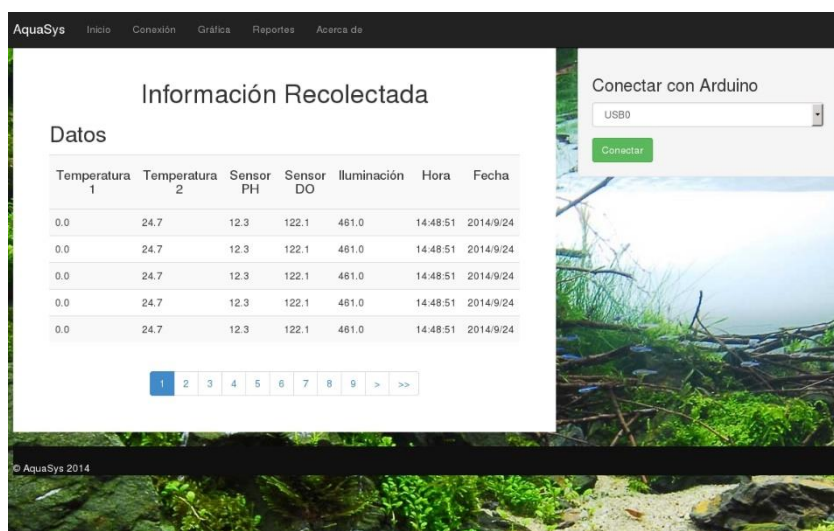 AquaSys Inicio Conexión Gráfica Reportes Acerca de
Información Recolectada
Datos
Temperatura 1 Temperatura 2 Sensor PH Sensor DO Iluminación Hora Fecha
0.0 24.7 12.3 122.1 461.0 14:48:51 2014/9/24
0.0 24.7 12.3 122.1 461.0 14:48:51 2014/9/24
0.0 24.7 12.3 122.1 461.0 14:48:51 2014/9/24
0.0 24.7 12.3 122.1 461.0 14:48:51 2014/9/24
0.0 24.7 12.3 122.1 461.0 14:48:51 2014/9/24
1 2 3 4 5 6 7 8 9 > >>
Conectar con Arduino
USB0
Conectar
© AquaSys 2014